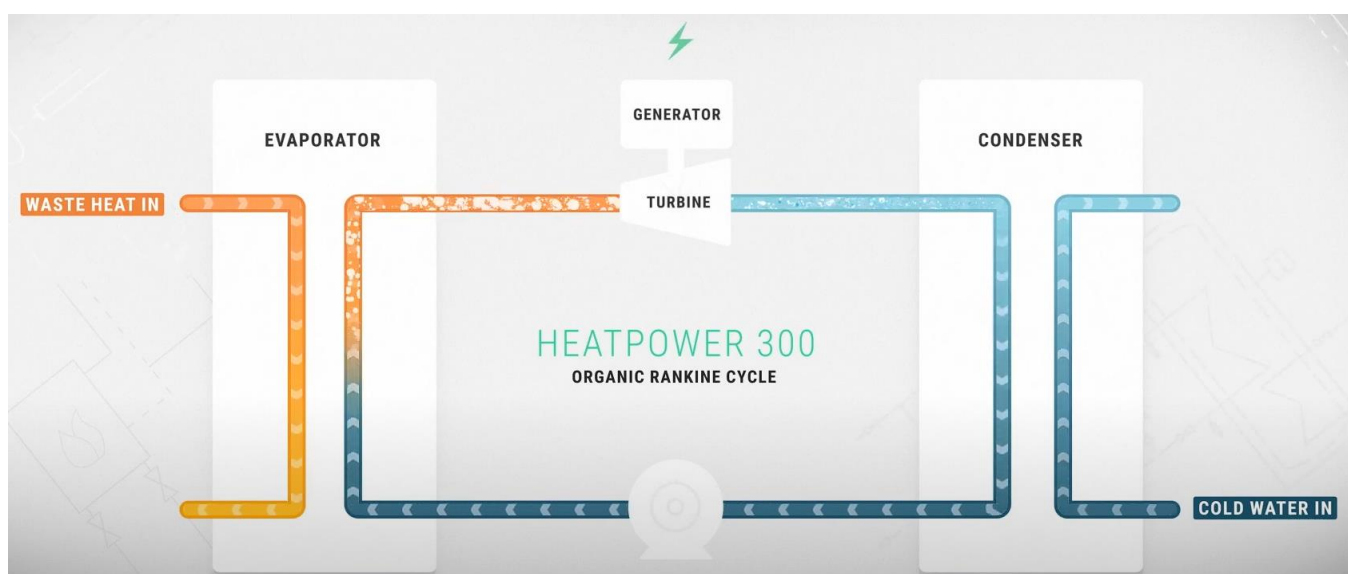 EVAPORATOR
GENERATOR
CONDENSER
WASTE HEAT IN
TURBINE
HEATPOWER 300
ORGANIC RANKINE CYCLE
COLD WATER IN